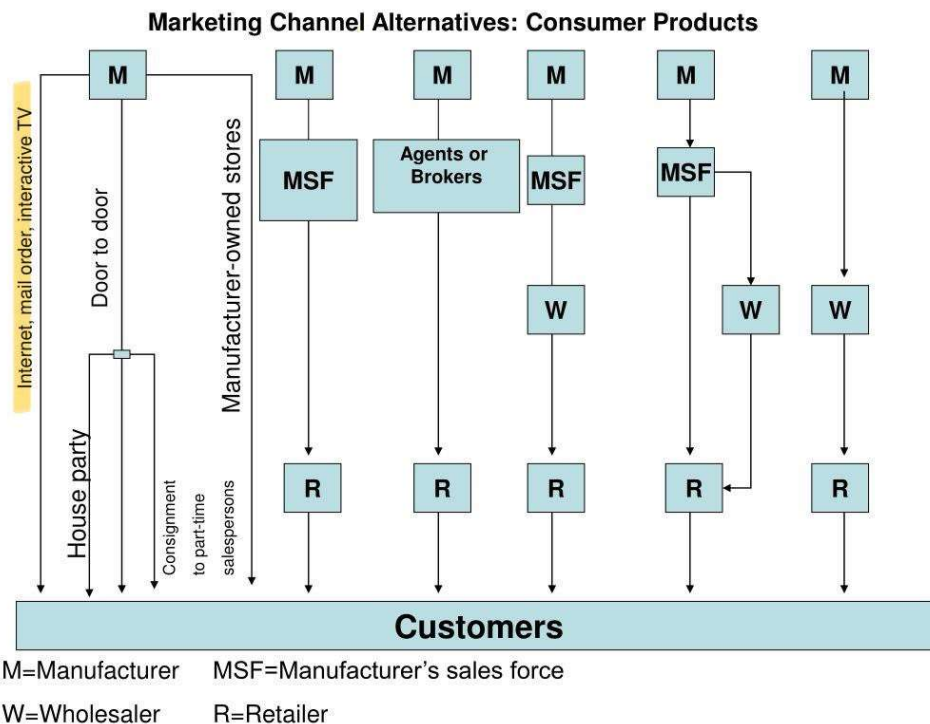 Marketing Channel Alternatives: Consumer Products
M
M
M
M
M
M
Internet, mail order, interactive TV
Door to door
Manufacturer-owned stores
MSF
Agents or
Brokers
MSF
MSF
W
W
W
House party
Consignment
to part-time
salespersons
R
R
R
R
R
Customers
M=Manufacturer MSF=Manufacturer’s sales force
W=Wholesaler R=Retailer